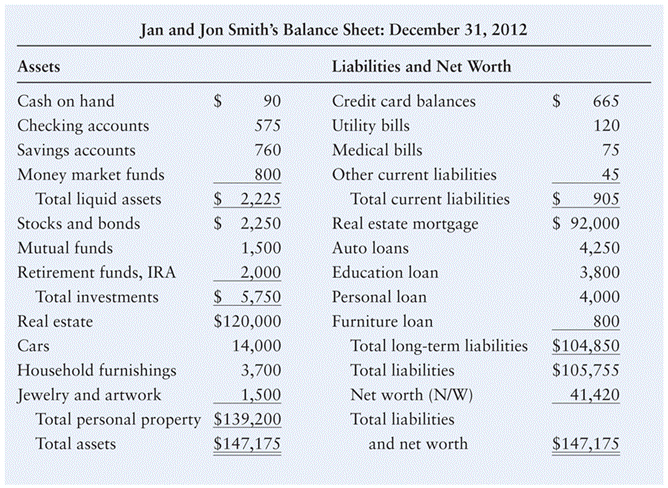 Jan and Jon Smith's Balance Sheet: December 31, 2012
Assets Liabilities and Net Worth
Cash on hand $ 90 Credit card balances $ 665
Checking accounts 575 Utility bills 120
Savings accounts 760 Medical bills 75
Money market funds 800 Other current liabilities 45
Total liquid assets $ 2,225 Total current liabilities $ 905
Stocks and bonds $ 2,250 Real estate mortgage $ 92,000
Mutual funds 1,500 Auto loans 4,250
Retirement funds, IRA 2,000 Education loan 3,800
Total investments $ 5,750 Personal loan 4,000
Real estate $120,000 Furniture loan 800
Cars 14,000 Total long-term liabilities $104,850
Household furnishings 3,700 Total liabilities $105,755
Jewelry and artwork 1,500 Net worth (N/W) 41,420
Total personal property $139,200 Total liabilities
Total assets $147,175 and net worth $147,175